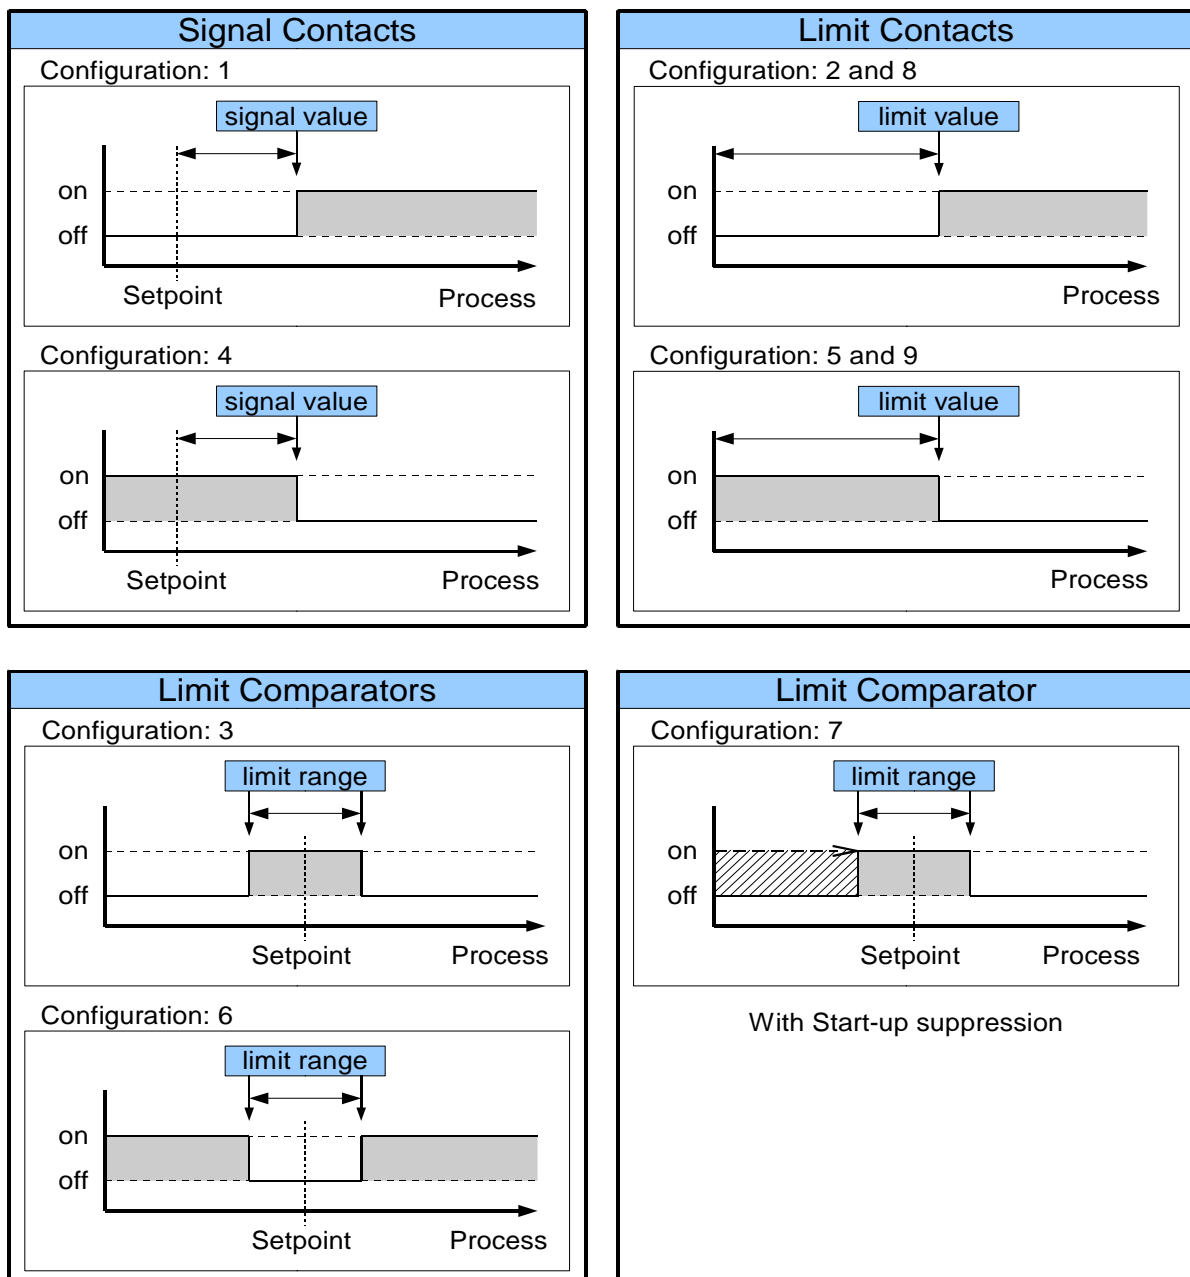 Signal Contacts
Configuration: 1
signal value
on
off
Setpoint
Process
Configuration: 4
signal value
on
off
Setpoint
Process
Limit Contacts
Configuration: 2 and 8
limit value
on
off
Process
Configuration: 5 and 9
limit value
on
off
Process
Limit Comparators
Configuration: 3
limit range
on
off
Setpoint
Process
Configuration: 6
limit range
on
off
Setpoint
Process
Limit Comparator
Configuration: 7
limit range
on
off
Setpoint
Process
With Start-up suppression